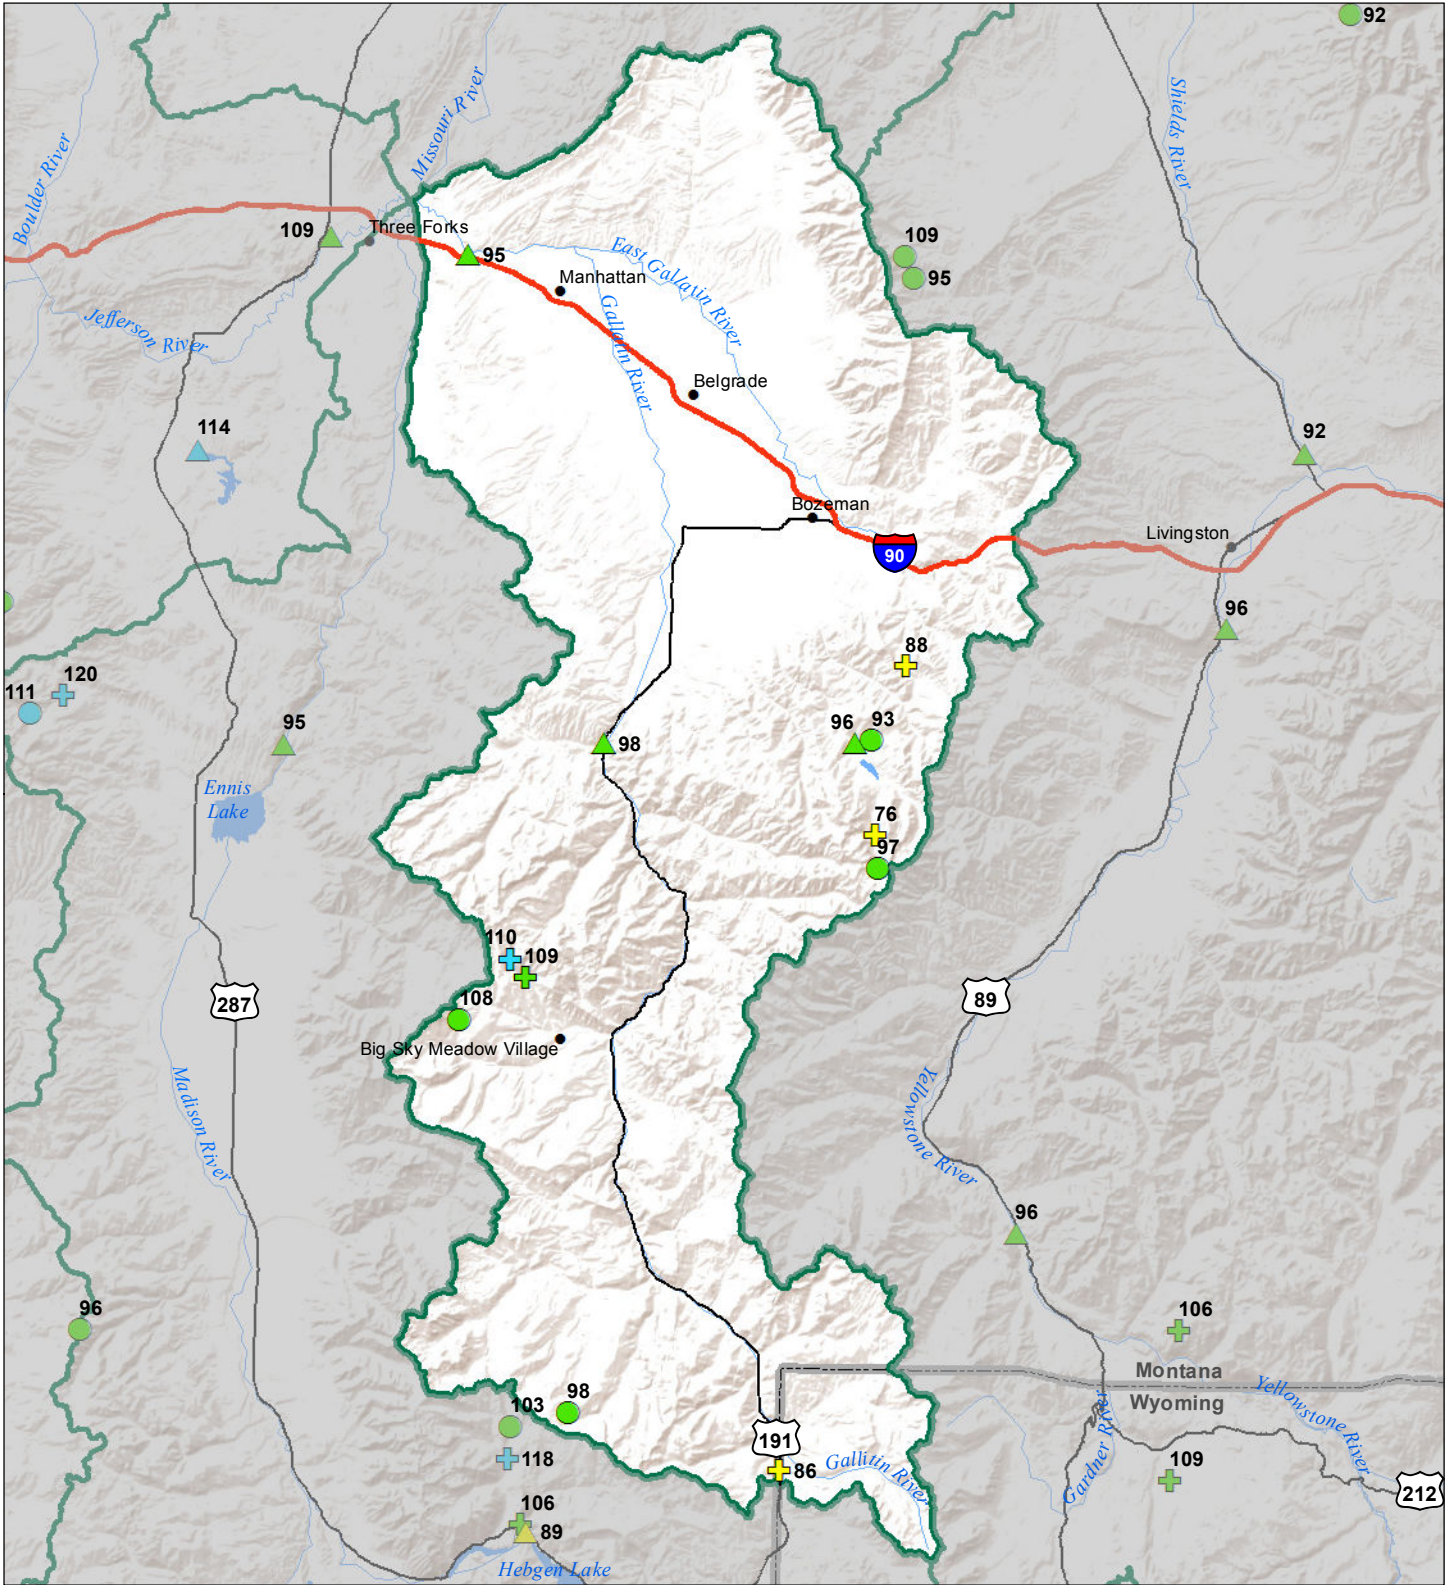 92
Missouri River
Shields River
Boulder River
109
Three Forks
95
East Gallatin River
109
95
Manhattan
Gallatin River
Jefferson River
Belgrade
114
92
Bozeman
Livingston
90
96
88
120
111
95
98
96
93
Ennis
Lake
76
97
110
109
287
108
89
Big Sky Meadow Village
Madison River
Yellowstone River
96
96
106
Montana
Wyoming
Yellowstone River
98
103
191
118
86
Gallatin River
Gardner River
109
212
106
89
Hebgen Lake